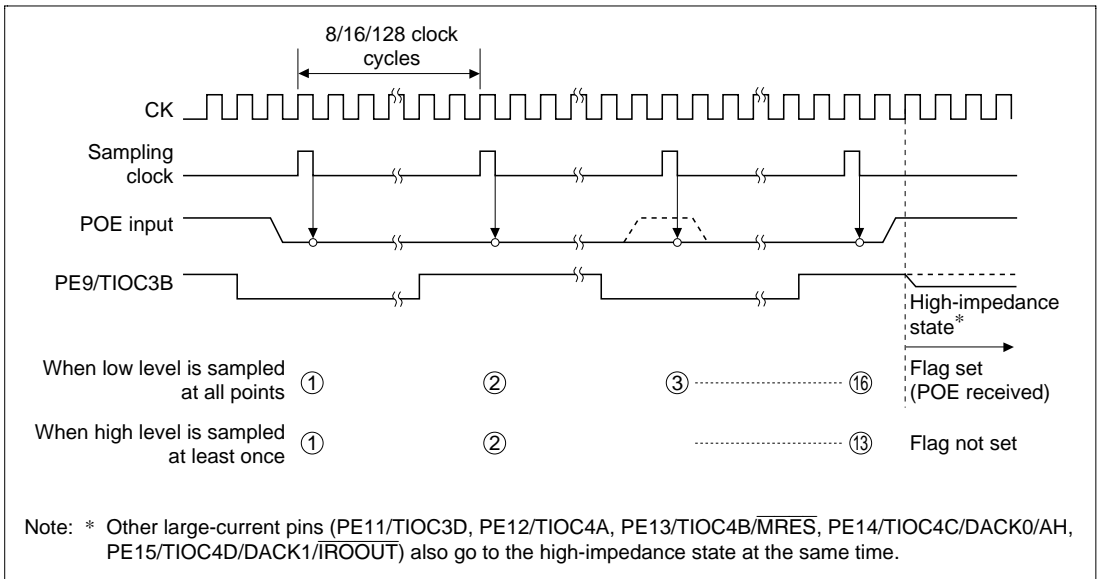 8/16/128 clock
cycles
CK
Sampling
clock
POE input
PE9/TIOC3B
High-impedance
state*
When low level is sampled
at all points
① ② ③ ⑯
Flag set
(POE received)
When high level is sampled
at least once
① ② ⑬
Flag not set
Note: * Other large-current pins (PE11/TIOC3D, PE12/TIOC4A, PE13/TIOC4B/MRES, PE14/TIOC4C/DACK0/AH,
PE15/TIOC4D/DACK1/IROOUT) also go to the high-impedance state at the same time.